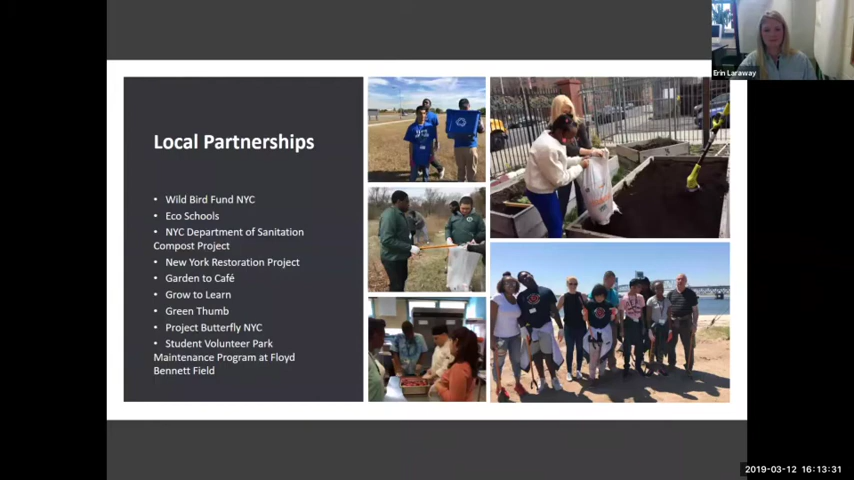 Erin Laraway
Local Partnerships
• Wild Bird Fund NYC
• Eco Schools
• NYC Department of Sanitation
Compost Project
• New York Restoration Project
• Garden to Café
• Grow to Learn
• Green Thumb
• Project Butterfly NYC
• Student Volunteer Park
Maintenance Program at Floyd
Bennett Field
2019-03-12 16:13:31